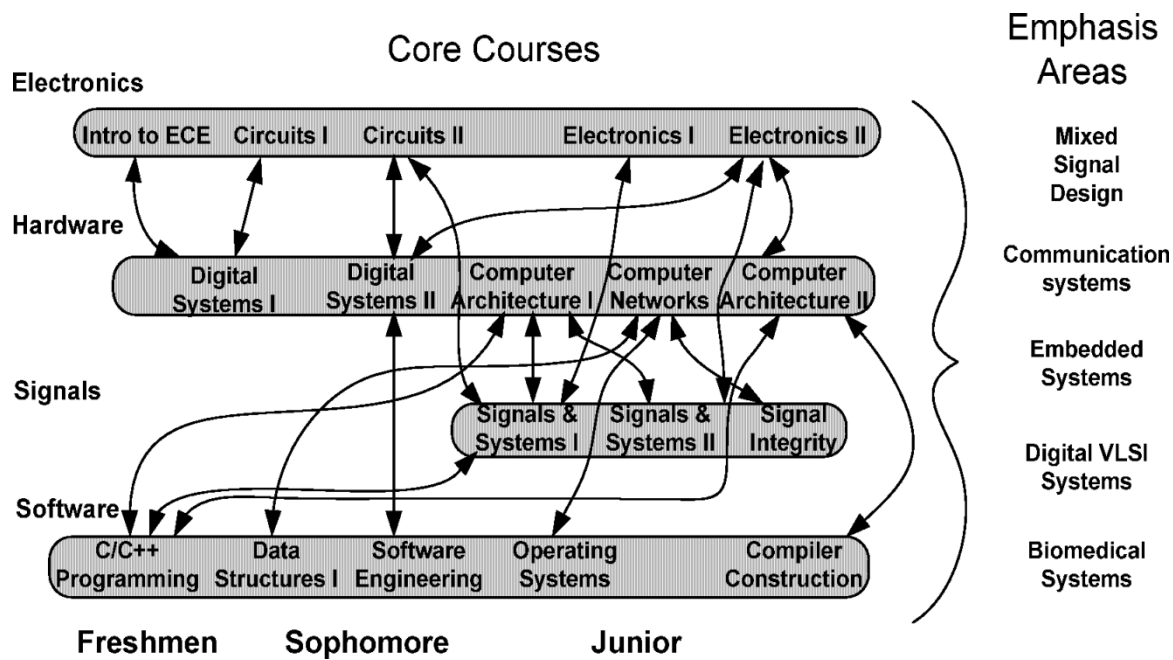 Core Courses
Emphasis
Areas
Electronics
Intro to ECE Circuits I Circuits II Electronics I Electronics II
Mixed
Signal
Design
Hardware
Digital
Systems I
Digital
Systems II
Computer
Architecture I
Computer
Networks
Computer
Architecture II
Communication
systems
Embedded
Systems
Signals
Signals &
Systems I
Signals &
Systems II
Signal
Integrity
Digital VLSI
Systems
Software
C/C++
Programming
Data
Structures I
Software
Engineering
Operating
Systems
Compiler
Construction
Biomedical
Systems
Freshmen Sophomore Junior